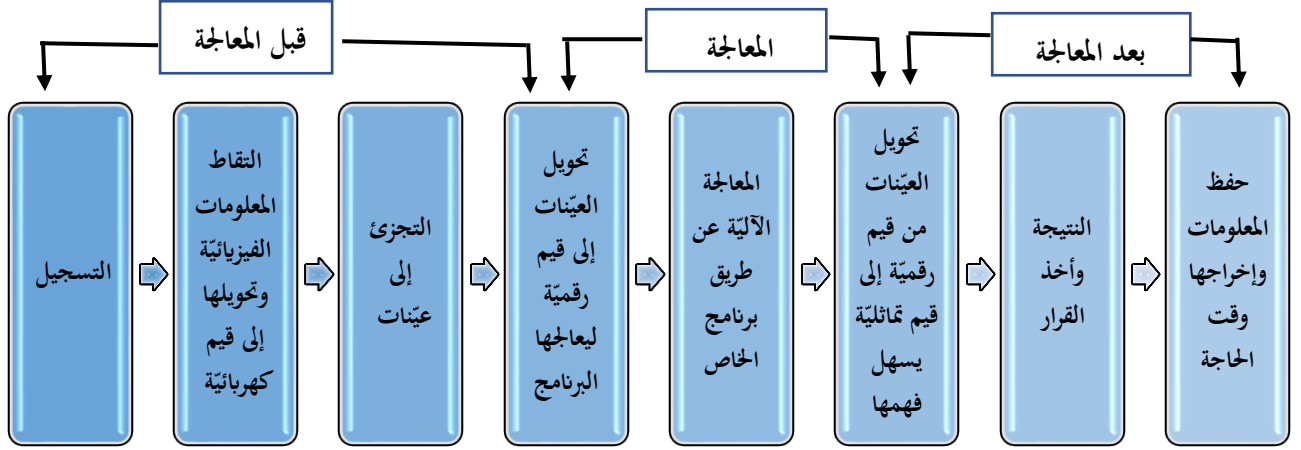 قبل المعالجة
المعالجة
بعد المعالجة
التسجيل
التقاط
المعلومات
الفيزيائيّة
وتحويلها
إلى قيم
كهربائيّة
التجزئ
إلى
عيّنات
تحويل
العيّنات
إلى قيم
رقميّة
ليعالجها
البرنامج
المعالجة
الآليّة عن
طريق
برنامج
الخاص
تحويل
العيّنات
من قيم
رقميّة إلى
قيم تماثليّة
يسهل
فهمها
النتيجة
وأخذ
القرار
حفظ
المعلومات
وإخراجها
وقت
الحاجة